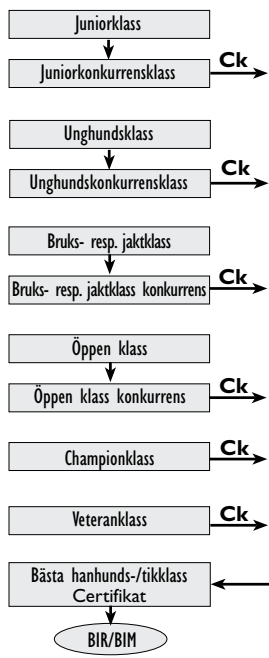 Juniorklass
Juniorkonkurrensklass
Ck
Unghundsklass
Unghundskonkurrensklass
Ck
Bruks- resp. jaktklass
Bruks- resp. jaktklass konkurrens
Ck
Öppen klass
Öppen klass konkurrens
Ck
Championklass
Ck
Veteranklass
Ck
Bästa hanhunds-/tikklass
Certifikat
BIR/BIM